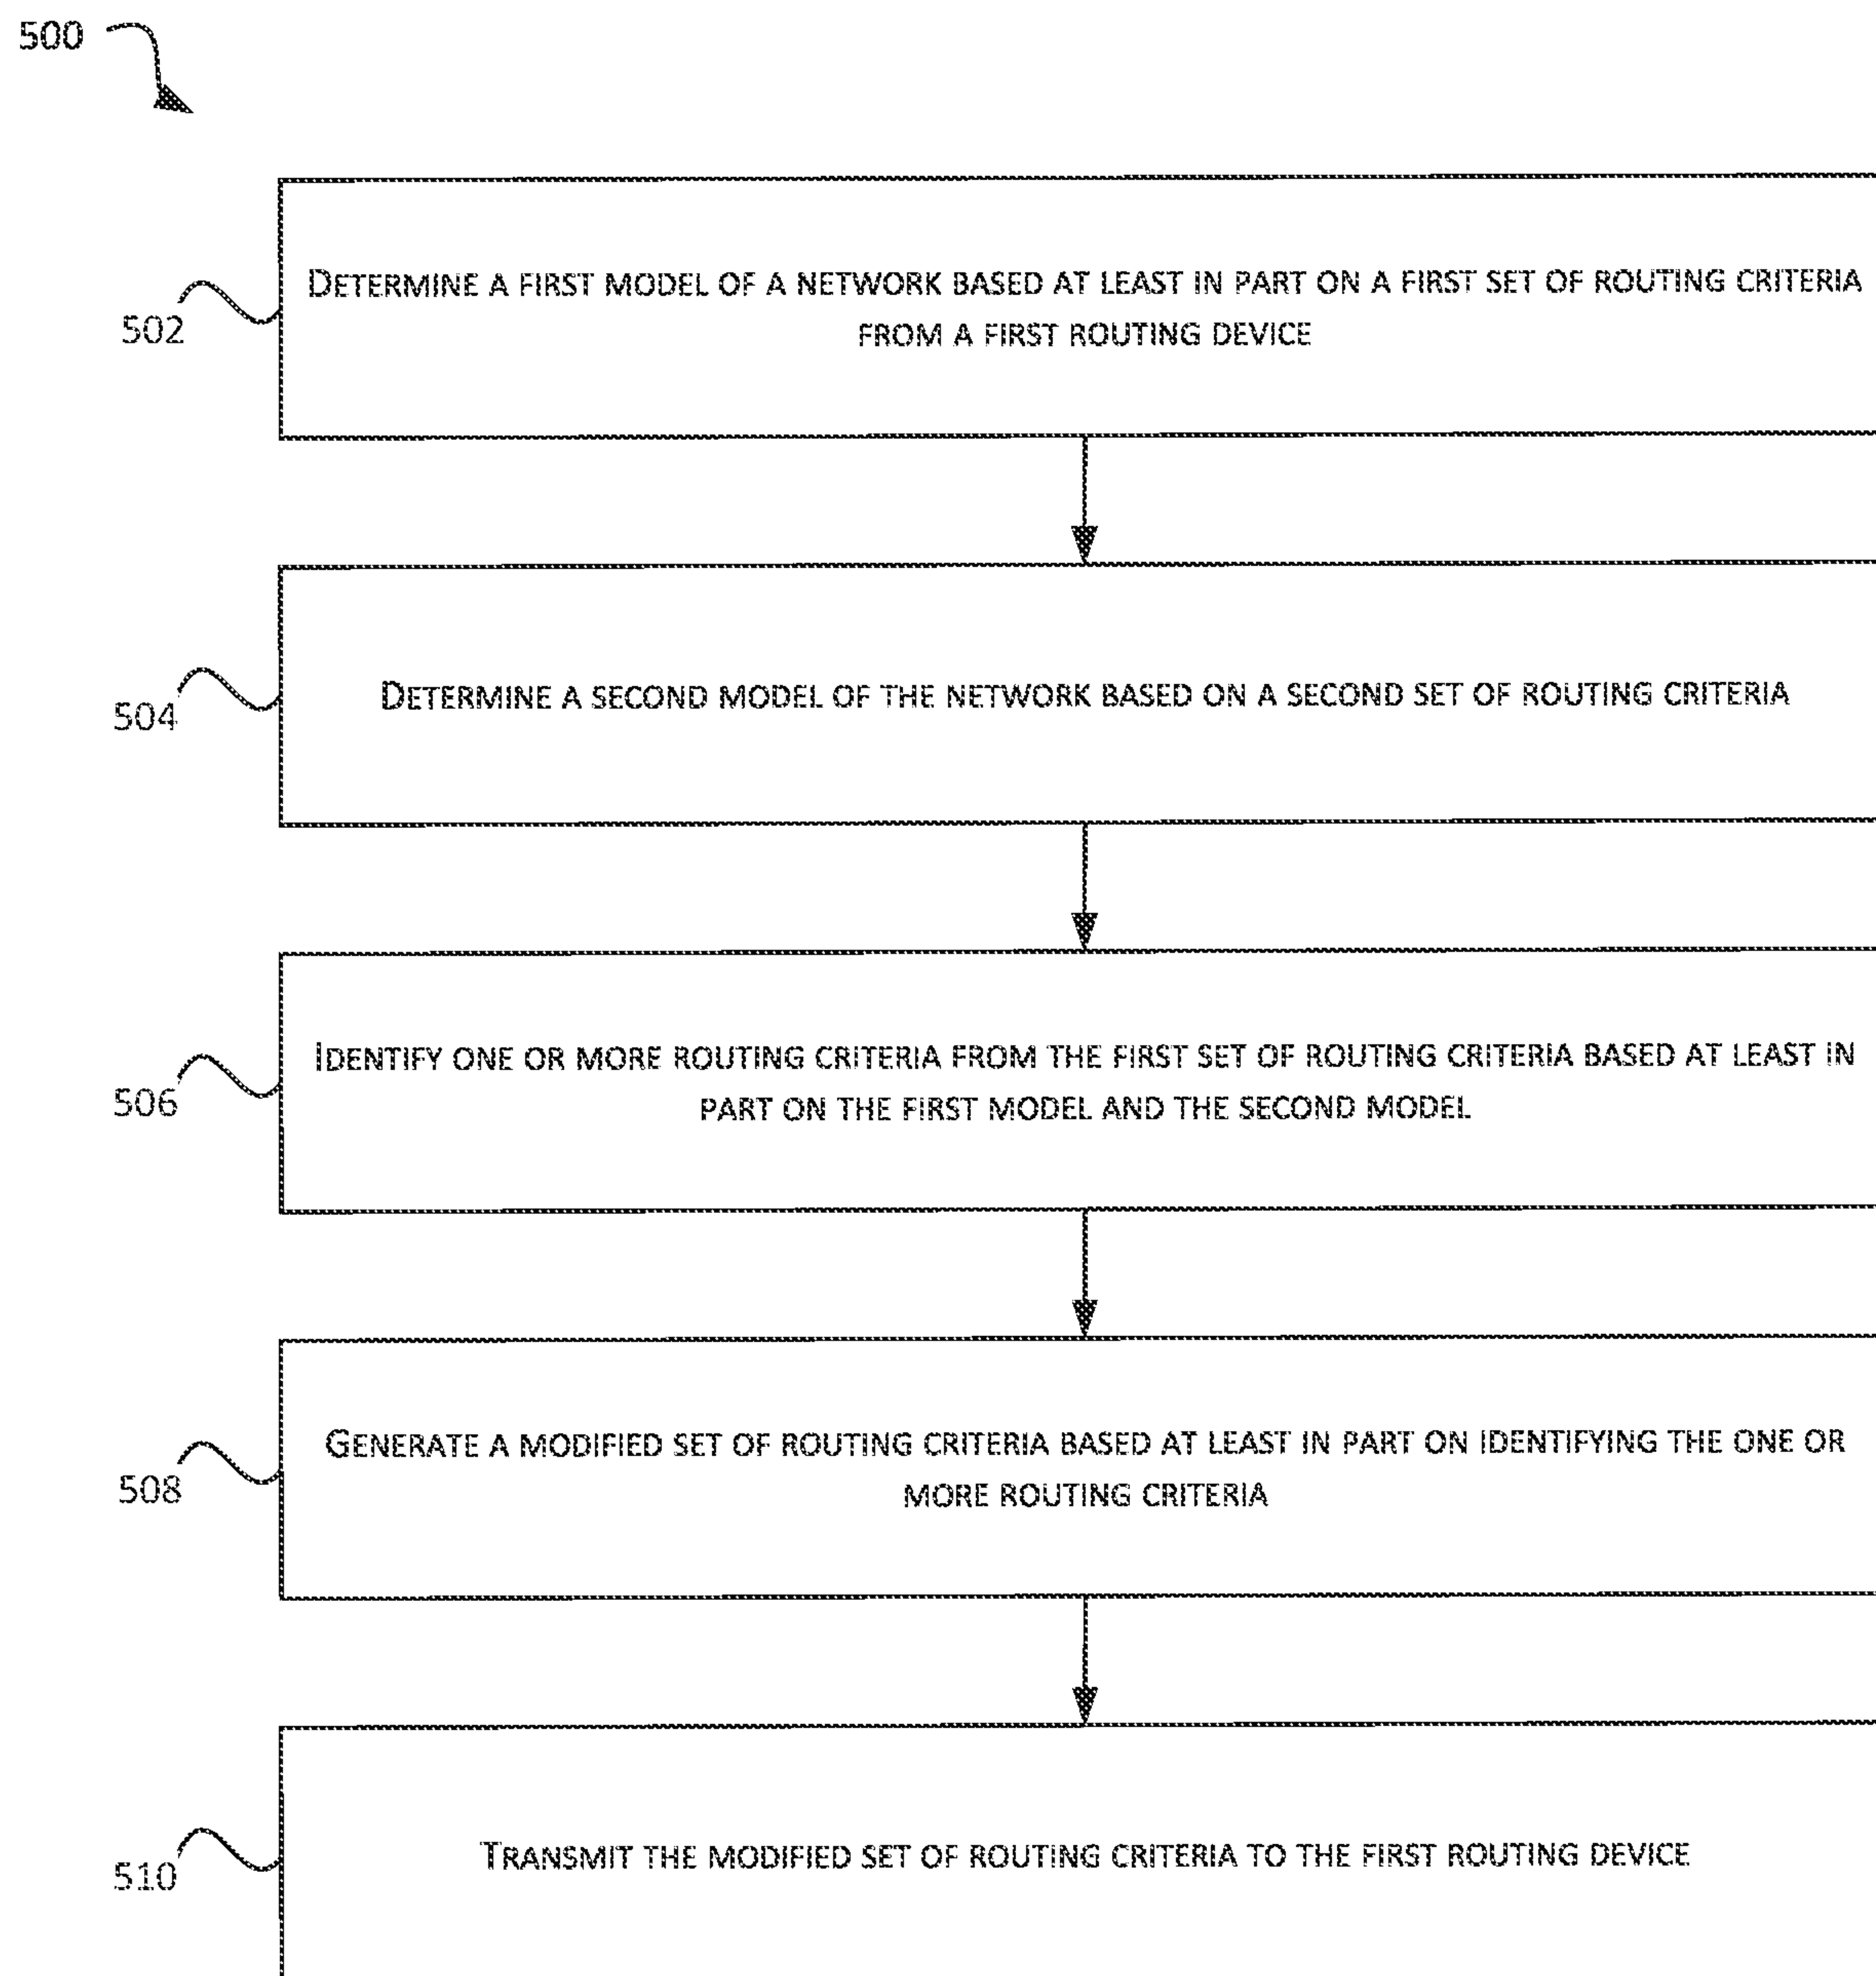 500
DETERMINE A FIRST MODEL OF A NETWORK BASED AT LEAST IN PART ON A FIRST SET OF ROUTING CRITERIA
FROM A FIRST ROUTING DEVICE
502
DETERMINE A SECOND MODEL OF THE NETWORK BASED ON A SECOND SET OF ROUTING CRITERIA
504
IDENTIFY ONE OR MORE ROUTING CRITERIA FROM THE FIRST SET OF ROUTING CRITERIA BASED AT LEAST IN
PART ON THE FIRST MODEL AND THE SECOND MODEL
506
GENERATE A MODIFIED SET OF ROUTING CRITERIA BASED AT LEAST IN PART ON IDENTIFYING THE ONE OR
MORE ROUTING CRITERIA
508
TRANSMIT THE MODIFIED SET OF ROUTING CRITERIA TO THE FIRST ROUTING DEVICE
510